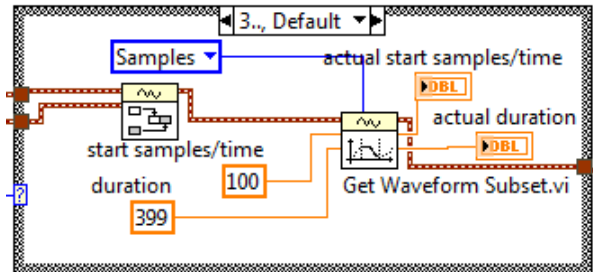 3.., Default
Samples
actual start samples/time
DBL
actual duration
DBL
start samples/time
100
duration
399
Get Waveform Subset.vi
?